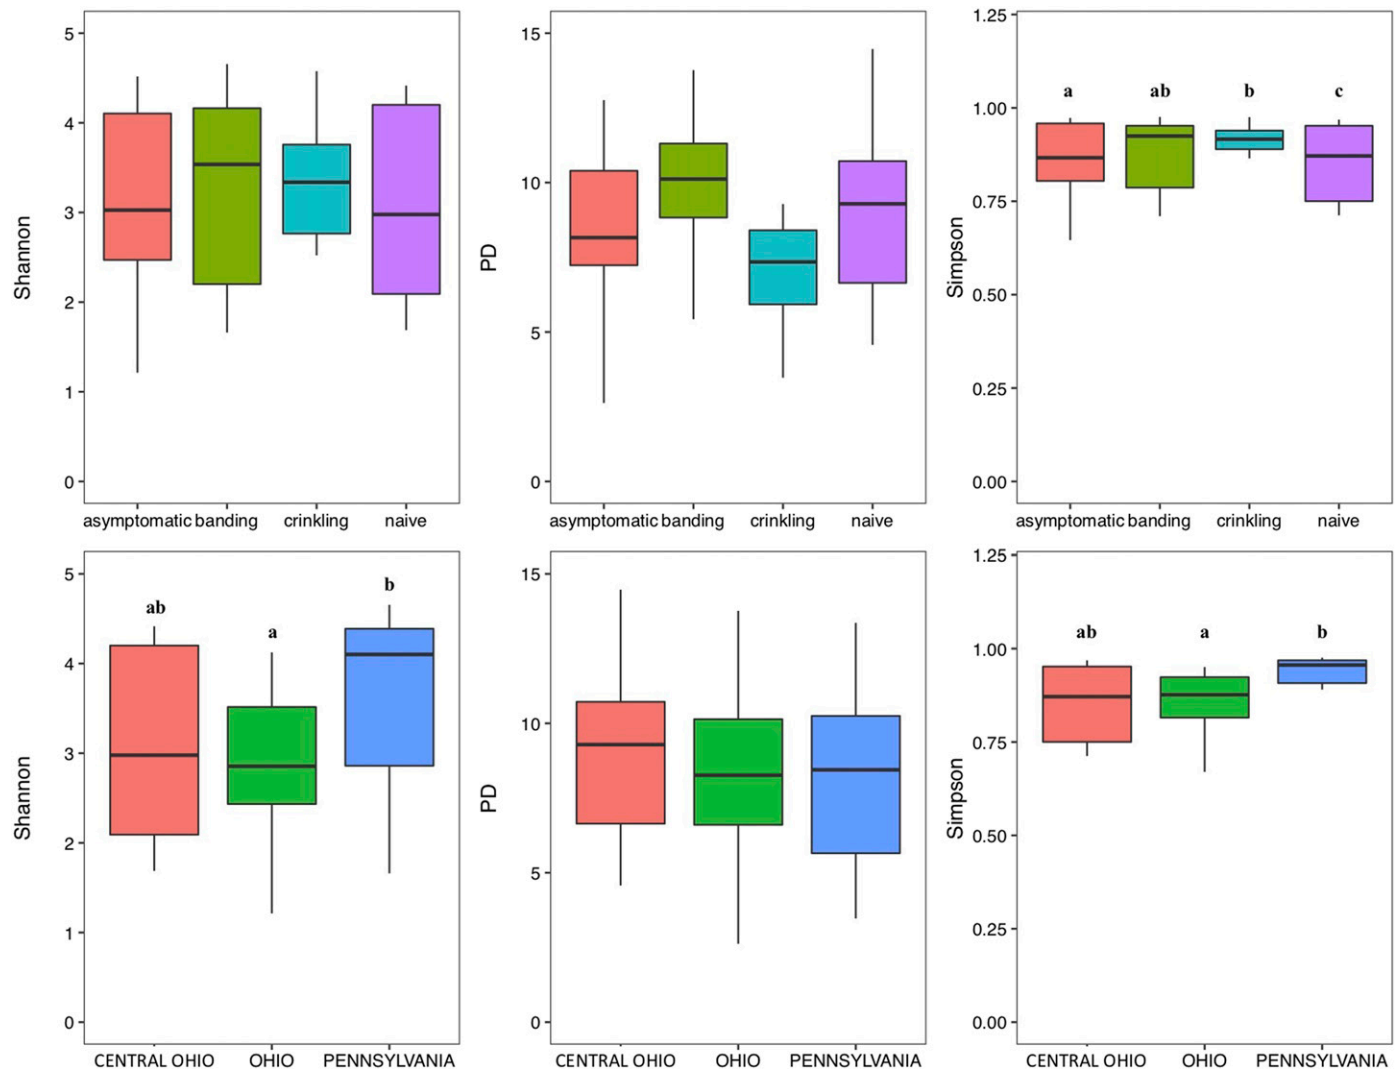 Shannon
5
4
3
2
1
0
asymptomatic banding crinkling naive
PD
15
10
5
0
asymptomatic banding crinkling naive
Simpson
1.25
1.00
0.75
0.50
0.25
0.00
a ab b c
asymptomatic banding crinkling naive
Shannon
5
4
3
2
1
0
ab a b
CENTRAL OHIO OHIO PENNSYLVANIA
PD
15
10
5
0
CENTRAL OHIO OHIO PENNSYLVANIA
Simpson
1.25
1.00
0.75
0.50
0.25
0.00
ab a b
CENTRAL OHIO OHIO PENNSYLVANIA